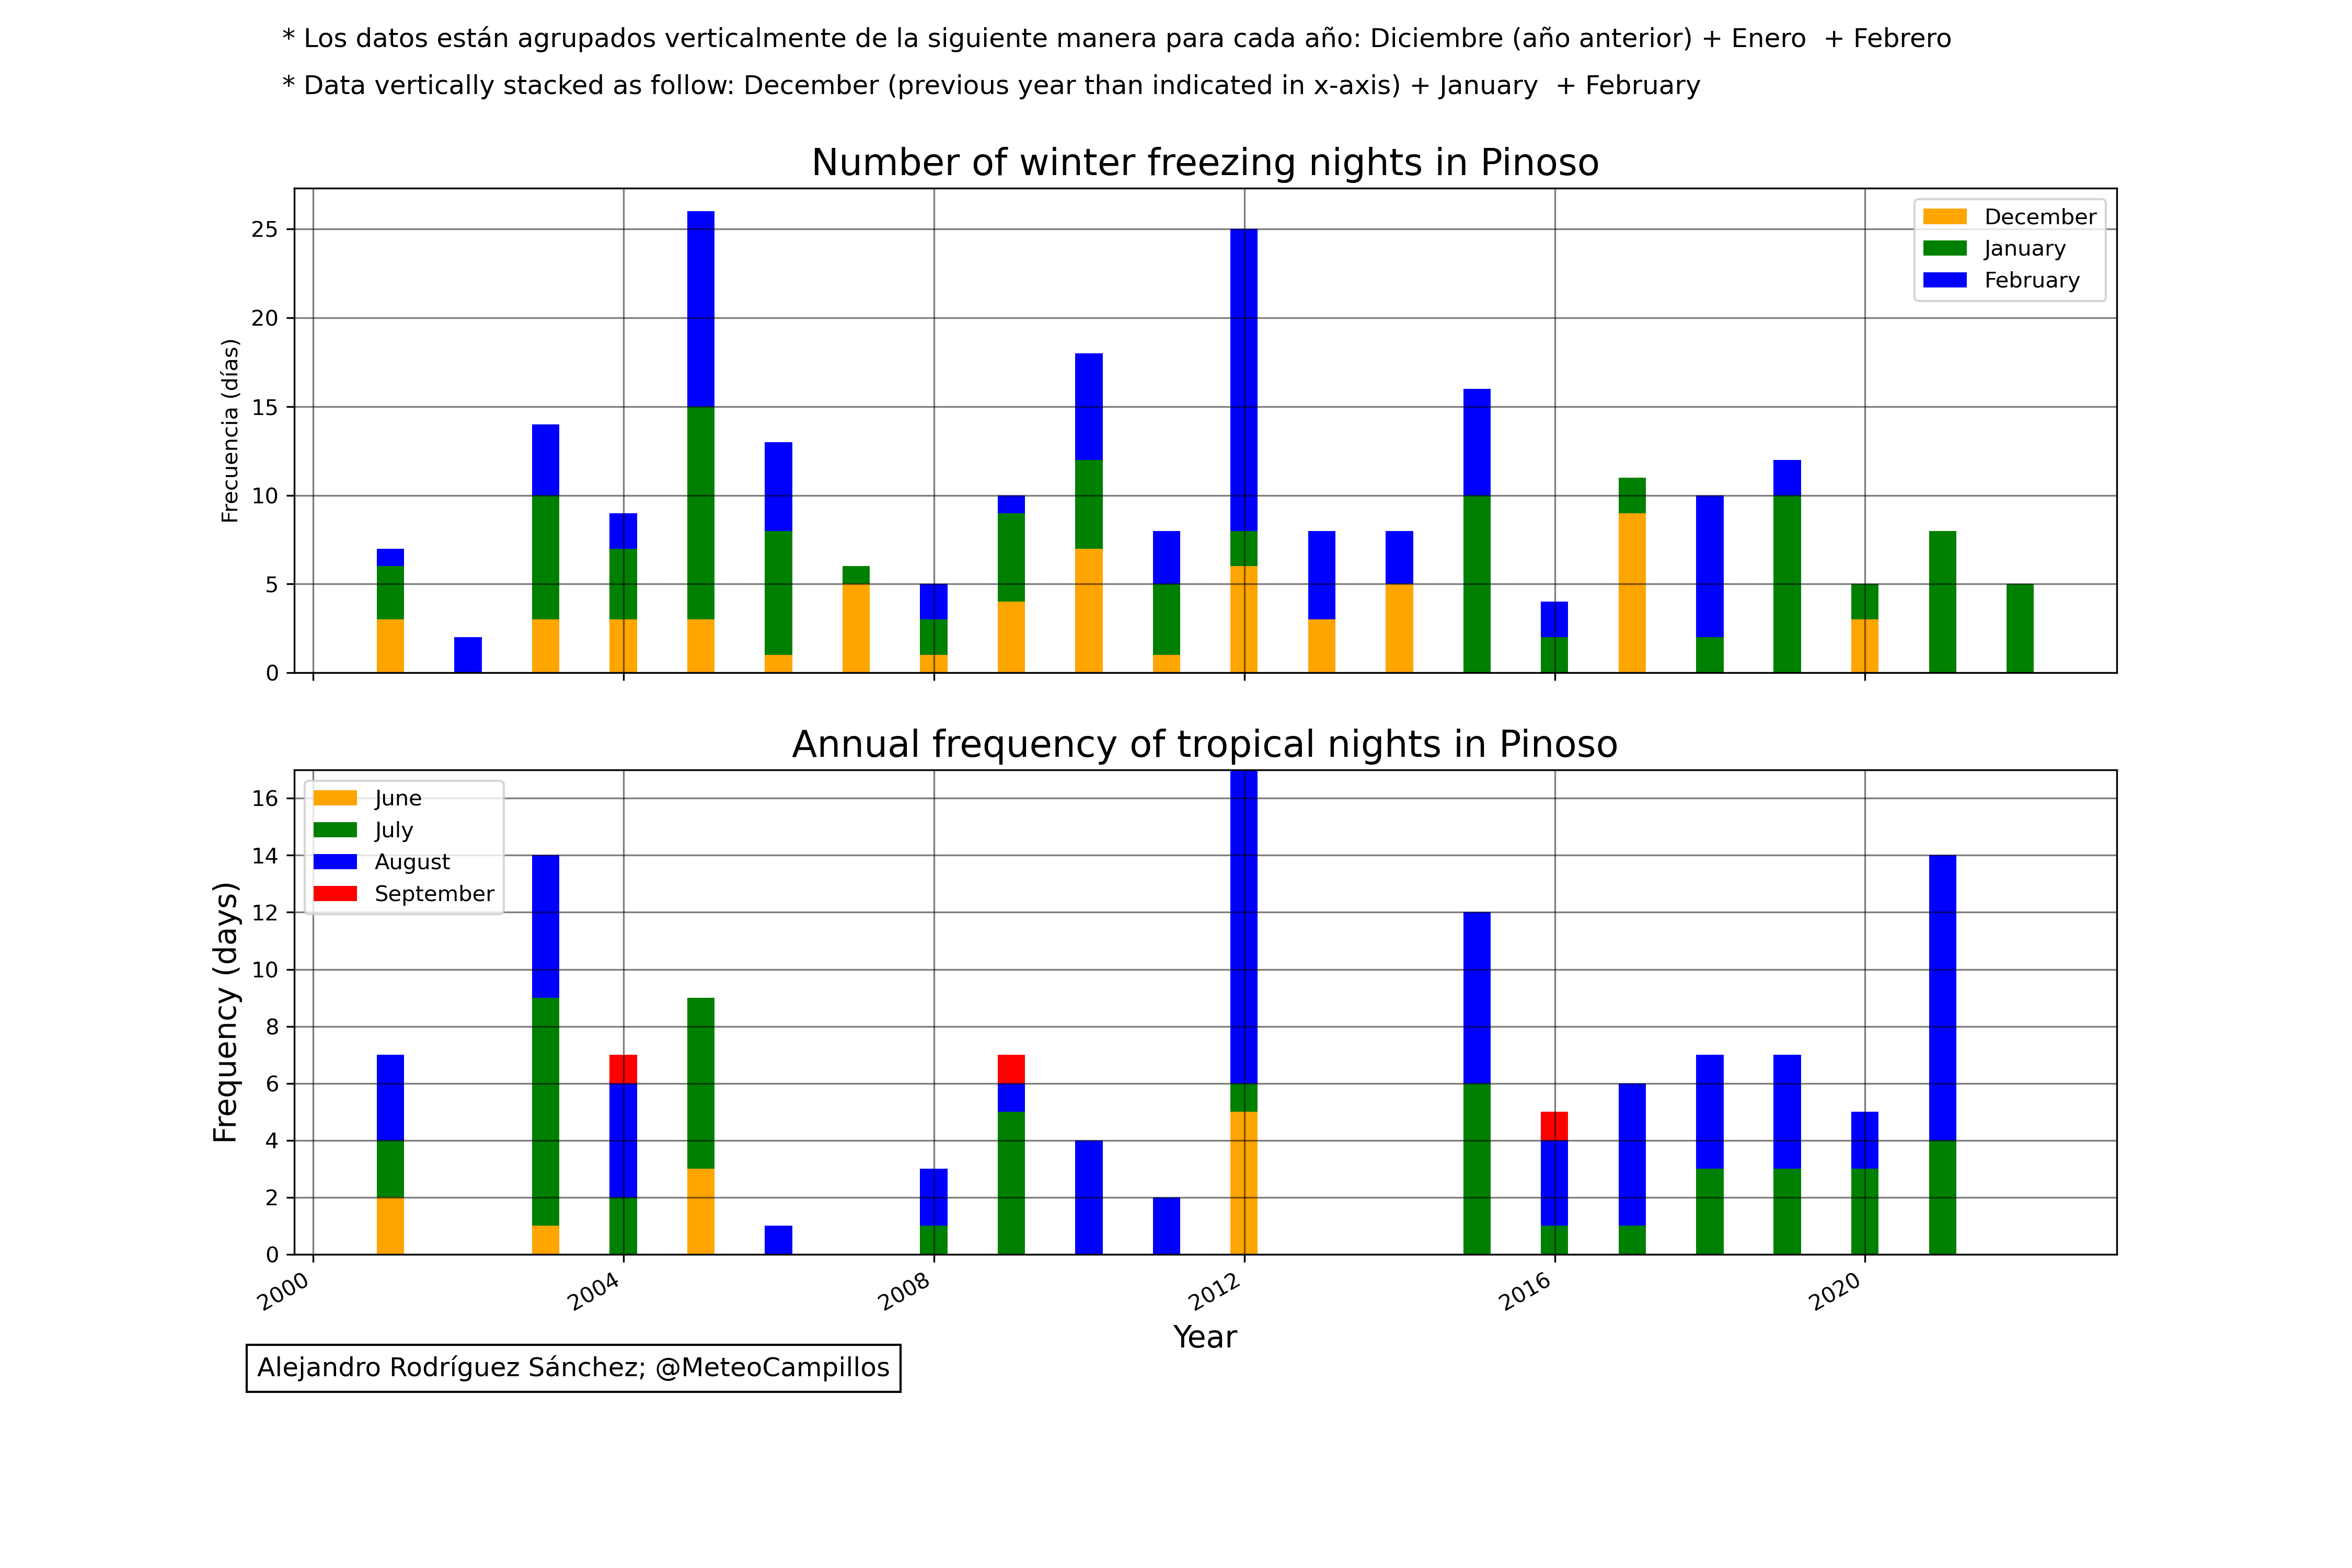 * Los datos están agrupados verticalmente de la siguiente manera para cada año: Diciembre (año anterior) + Enero  + Febrero
* Data vertically stacked as follow: December (previous year than indicated in x-axis) + January  + February
Number of winter freezing nights in Pinoso
Frecuencia (días)
25
20
15
10
5
0
December
January
February
Annual frequency of tropical nights in Pinoso
Frequency (days)
16
14
12
10
8
6
4
2
0
June
July
August
September
2000
2004
2008
2012
2016
2020
Year
Alejandro Rodríguez Sánchez; @MeteoCampillos